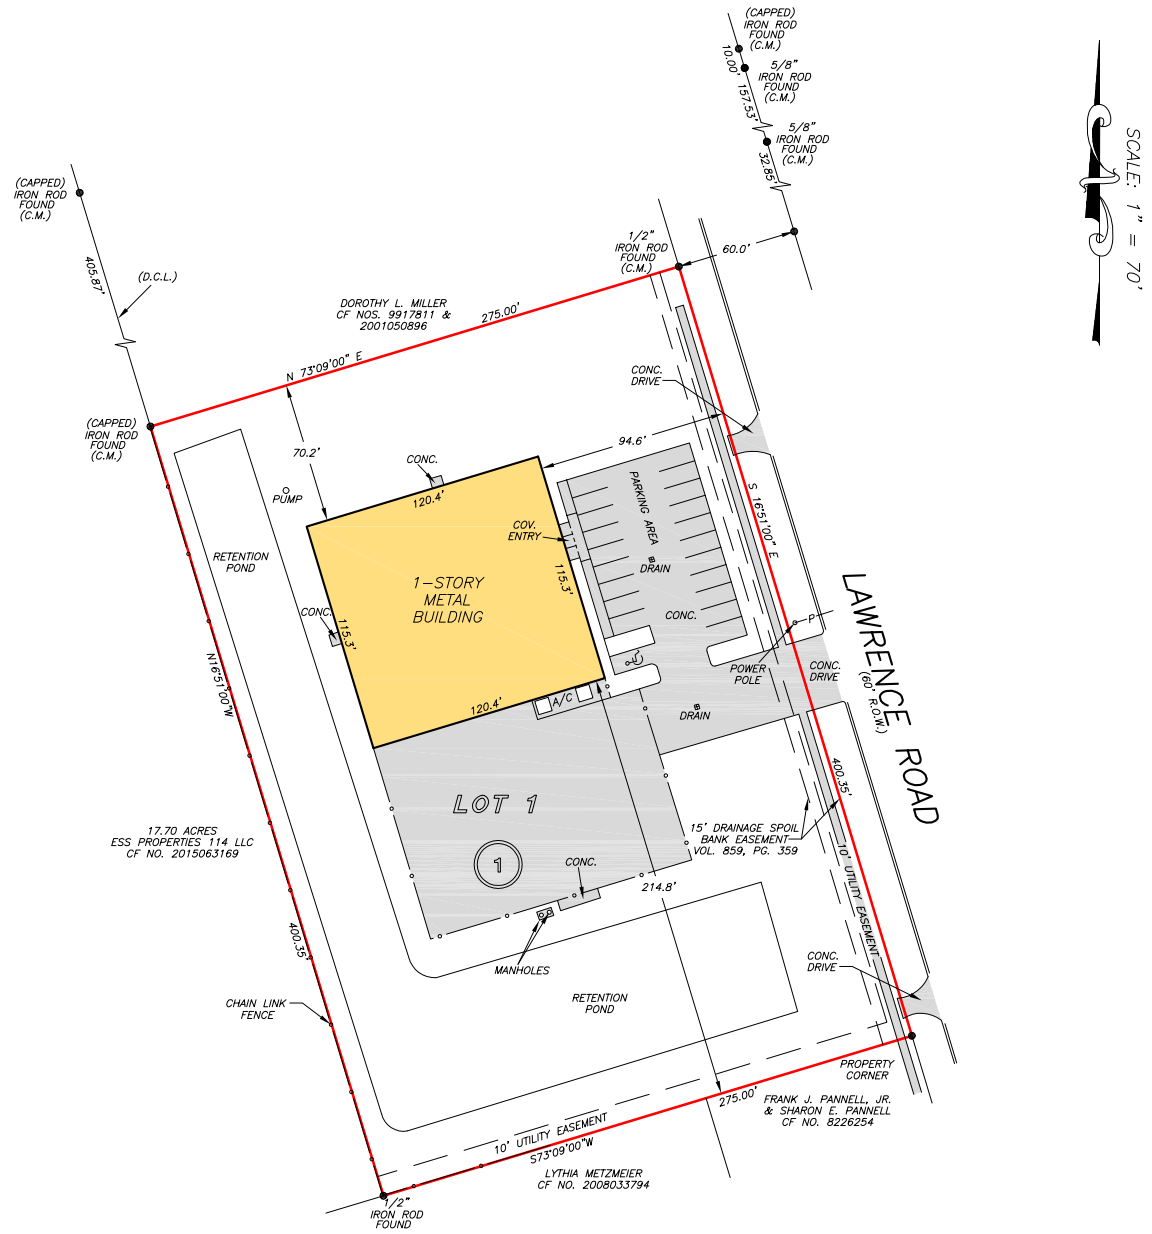 (CAPPED)
IRON ROD
FOUND
(C.M.)
10.00'
5/8"
IRON ROD
FOUND
(C.M.)
157.53'
5/8"
IRON ROD
FOUND
(C.M.)
32.85'
SCALE: 1" = 70'
(CAPPED)
IRON ROD
FOUND
(C.M.)
405.87'
(D.C.L.)
1/2"
IRON ROD
FOUND
(C.M.)
60.0'
DOROTHY L. MILLER
CF NOS. 9917811 &
2001050896
275.00'
N 73°09'00" E
CONC.
DRIVE
(CAPPED)
IRON ROD
FOUND
(C.M.)
70.2'
94.6'
CONC.
PUMP
120.4'
PARKING AREA
S 16°51'00" E
COV.
ENTRY
RETENTION
POND
DRAIN
115.3'
1-STORY
METAL
BUILDING
CONC.
115.3'
CONC.
P
LAWRENCE ROAD
(60' R.O.W.)
POWER
POLE
CONC.
DRIVE
N16°51'00"W
120.4'
A/C
DRAIN
400.35'
LOT 1
1
17.70 ACRES
ESS PROPERTIES 114 LLC
CF NO. 2015063169
15' DRAINAGE SPOIL
BANK EASEMENT
VOL. 859, PG. 359
CONC.
214.8'
10' UTILITY EASEMENT
400.35'
MANHOLES
CONC.
DRIVE
RETENTION
POND
CHAIN LINK
FENCE
PROPERTY
CORNER
275.00'
FRANK J. PANNELL, JR.
& SHARON E. PANNELL
CF NO. 8226254
10' UTILITY EASEMENT
S73°09'00"W
LYTHIA METZMEIER
CF NO. 2008033794
1/2"
IRON ROD
FOUND